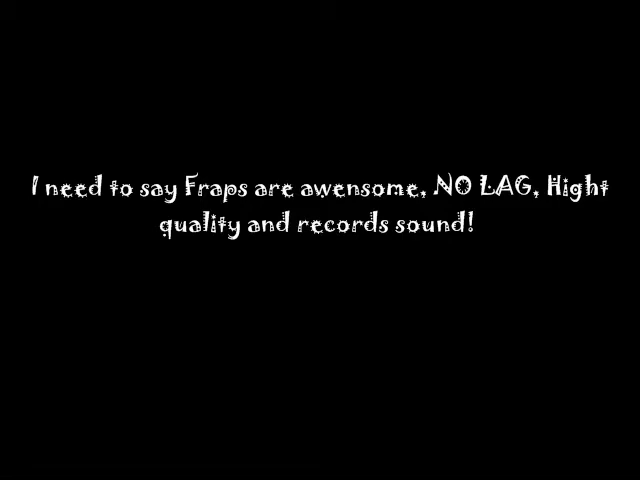 I need to say Fraps are awensome, NO LAG, Hight
quality and records sound!